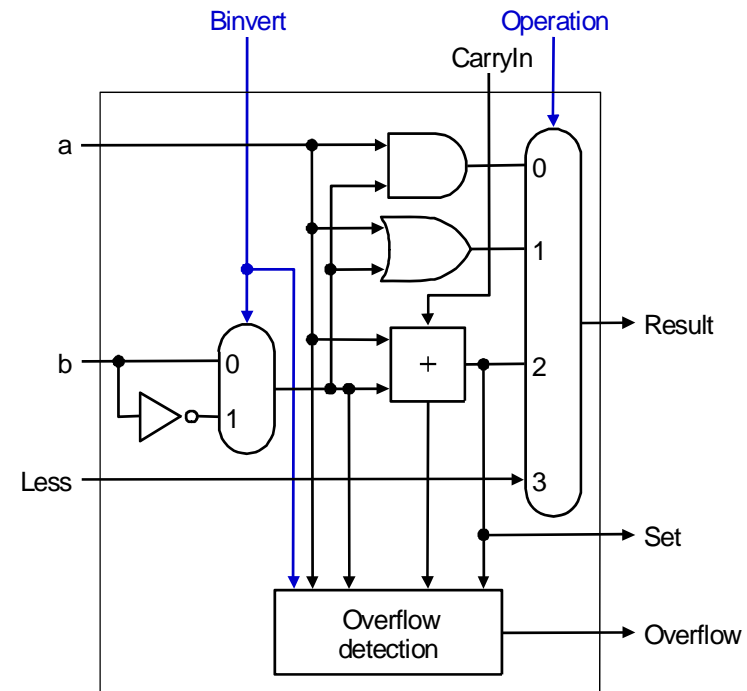 Binvert
Operation
CarryIn
a
0
1
Result
b
0
+
2
1
Less
3
Set
Overflow
detection
Overflow